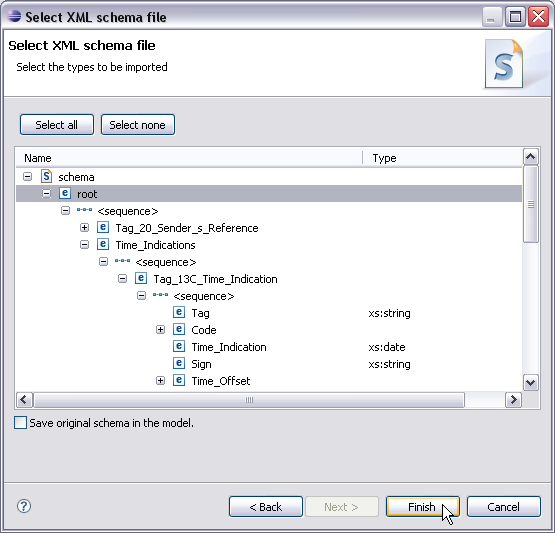 Select XML schema file
Select XML schema file
Select the types to be imported
S
Select all Select none
Name Type
S schema
e root
<sequence>
e Tag_20_Sender_s_Reference
e Time_Indications
<sequence>
e Tag_13C_Time_Indication
<sequence>
e Tag xs:string
e Code
e Time_Indication xs:date
e Sign xs:string
e Time_Offset
Save original schema in the model.
? < Back Next > Finish Cancel